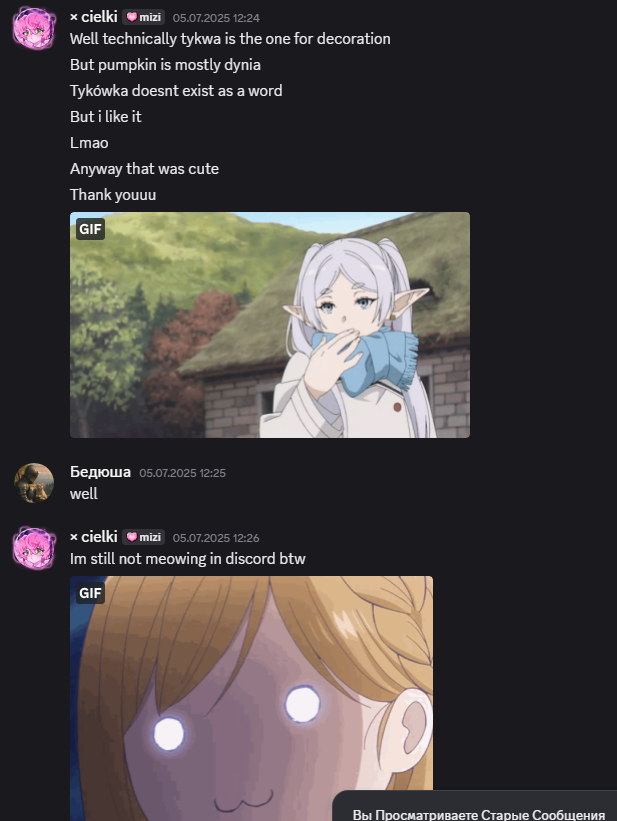 × cielki mizi 05.07.2025 12:24
Well technically tykwa is the one for decoration
But pumpkin is mostly dynia
Tykówka doesnt exist as a word
But i like it
Lmao
Anyway that was cute
Thank youuu
GIF
Бедюша 05.07.2025 12:25
well
× cielki mizi 05.07.2025 12:26
Im still not meowing in discord btw
GIF
Вы Просматриваете Старые Сообщения